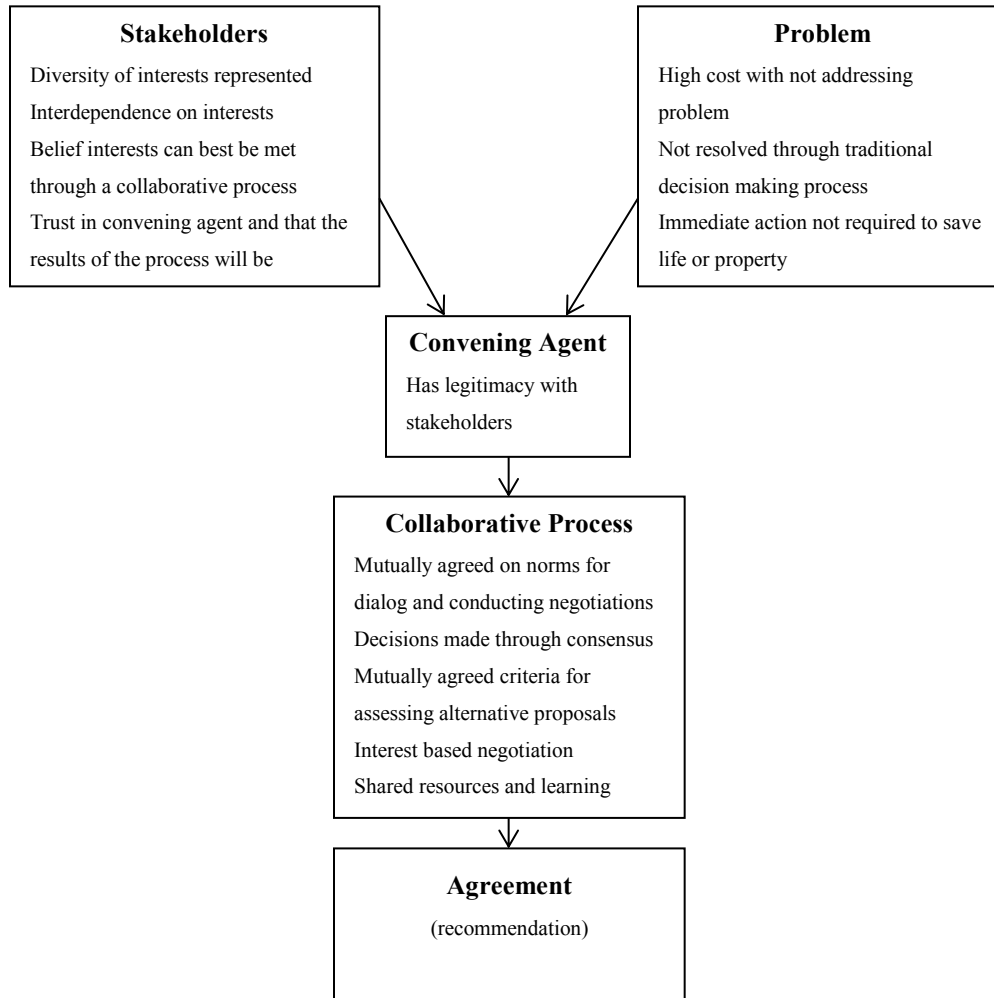 Stakeholders
Diversity of interests represented
Interdependence on interests
Belief interests can best be met
through a collaborative process
Trust in convening agent and that the
results of the process will be
Problem
High cost with not addressing
problem
Not resolved through traditional
decision making process
Immediate action not required to save
life or property
Convening Agent
Has legitimacy with
stakeholders
Collaborative Process
Mutually agreed on norms for
dialog and conducting negotiations
Decisions made through consensus
Mutually agreed criteria for
assessing alternative proposals
Interest based negotiation
Shared resources and learning
Agreement
(recommendation)